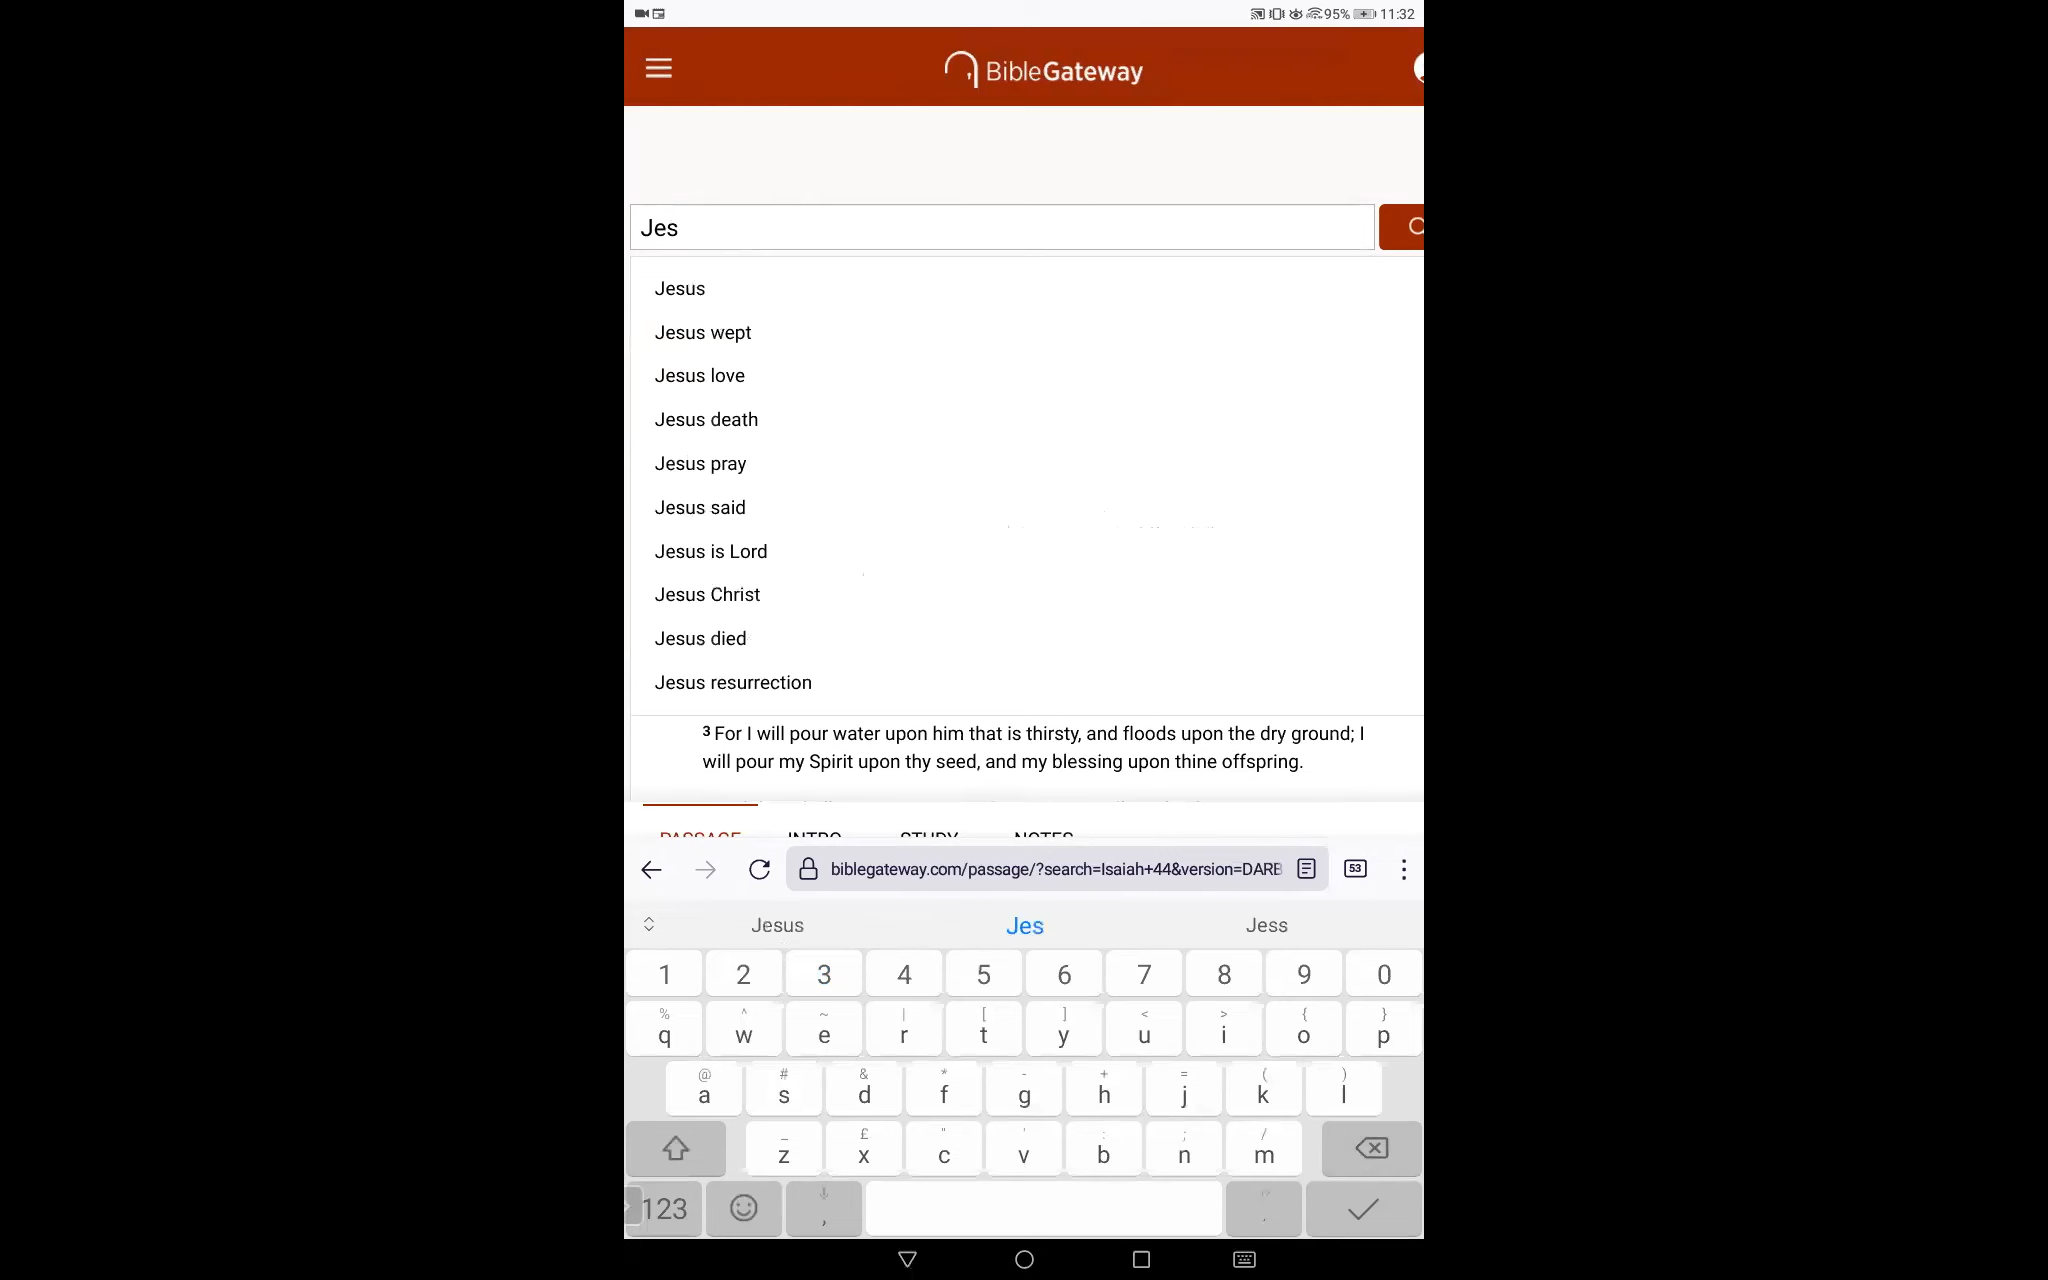 95% 11:32
BibleGateway
Jes
Jesus
Jesus wept
Jesus love
Jesus death
Jesus pray
Jesus said
Jesus is Lord
Jesus Christ
Jesus died
Jesus resurrection
3 For I will pour water upon him that is thirsty, and floods upon the dry ground; I
will pour my Spirit upon thy seed, and my blessing upon thine offspring.
PASSAGE INTRO STUDY NOTES
biblegateway.com/passage/?search=Isaiah+44&version=DARB 53
Jesus Jes Jess
1 2 3 4 5 6 7 8 9 0
% ^ ~ | [ ] < > { }
q w e r t y u i o p
@ # & * - + = ( )
a s d f g h j k l
_ £ " ' : ; /
z x c v b n m
123 ,